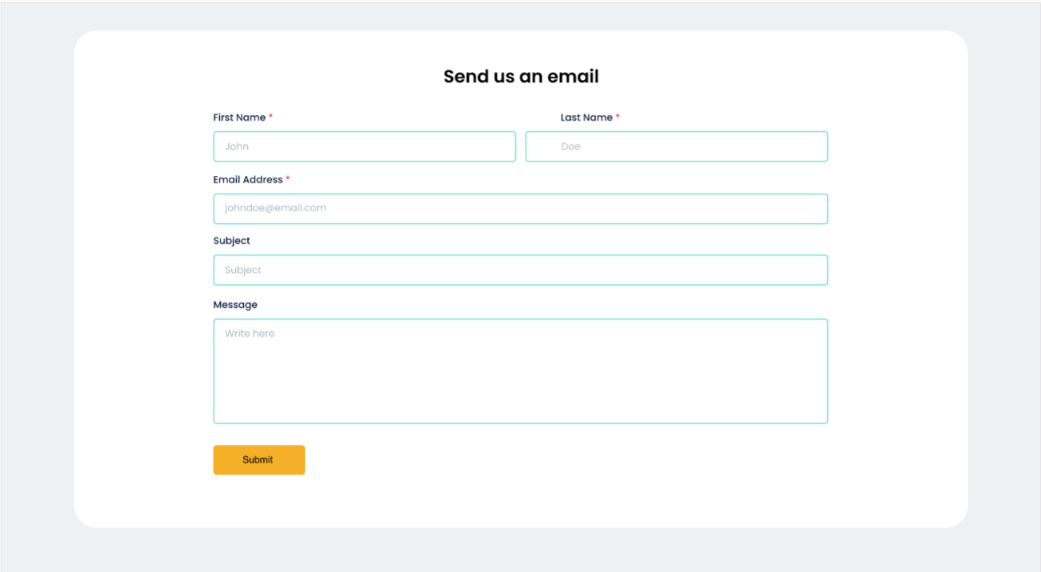 Send us an email
First Name * Last Name *
John Doe
Email Address *
johndoe@email.com
Subject
Subject
Message
Write here
Submit